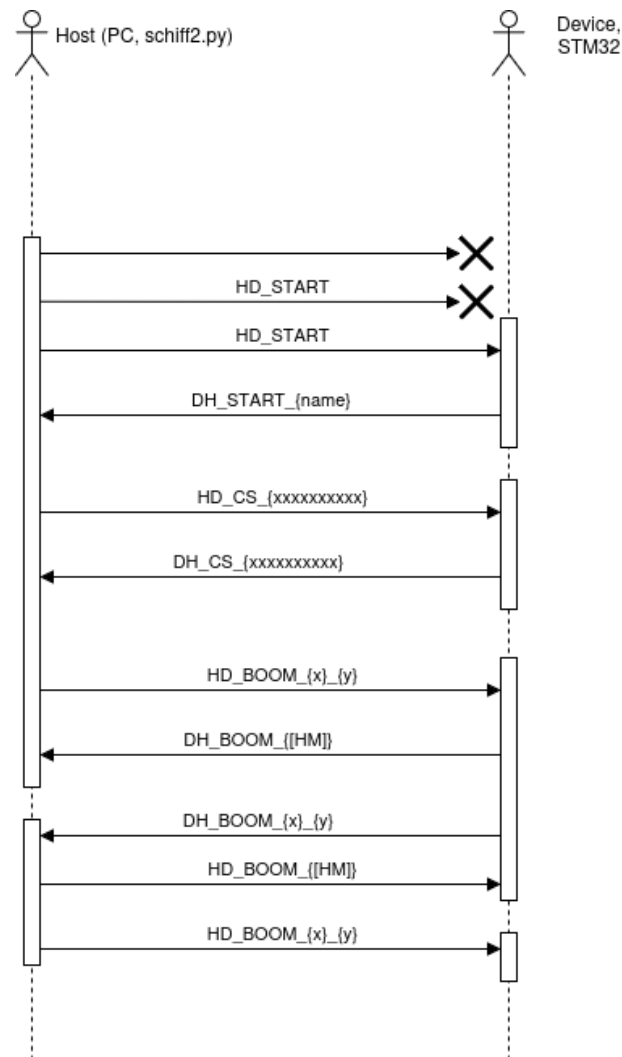 Host (PC, schiff2.py)
Device,
STM32
HD_START
HD_START
DH_START_{name}
HD_CS_{xxxxxxxxxx}
DH_CS_{xxxxxxxxxx}
HD_BOOM_{x}_{y}
DH_BOOM_{[HM]}
DH_BOOM_{x}_{y}
HD_BOOM_{[HM]}
HD_BOOM_{x}_{y}